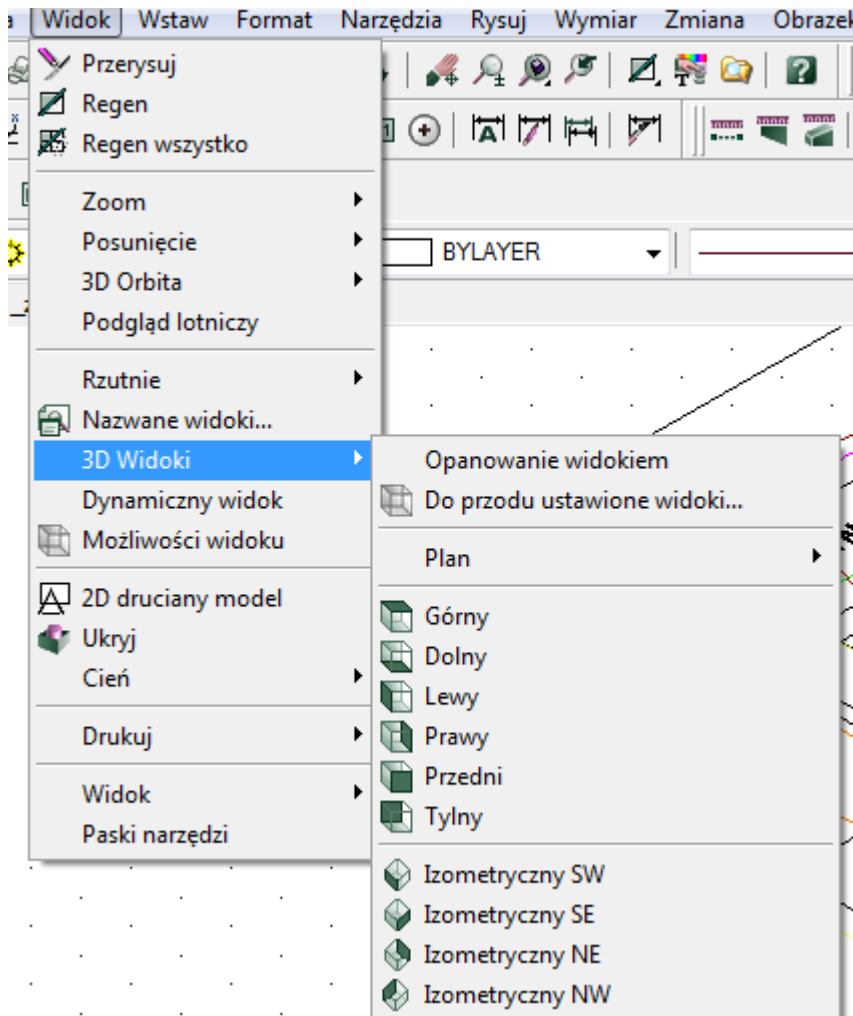 Widok Wstaw Format Narzędzia Rysuj Wymiar Zmiana Obrazek
Przerysuj
Regen
Regen wszystko
Zoom
Posunięcie
BYLAYER
3D Orbita
Podgląd lotniczy
Rzutnie
Nazwane widoki...
3D Widoki
Dynamiczny widok
Możliwości widoku
2D druciany model
Ukryj
Cień
Drukuj
Widok
Paski narzędzi
Opanowanie widokiem
Do przodu ustawione widoki...
Plan
Górny
Dolny
Lewy
Prawy
Przedni
Tylny
Izometryczny SW
Izometryczny SE
Izometryczny NE
Izometryczny NW